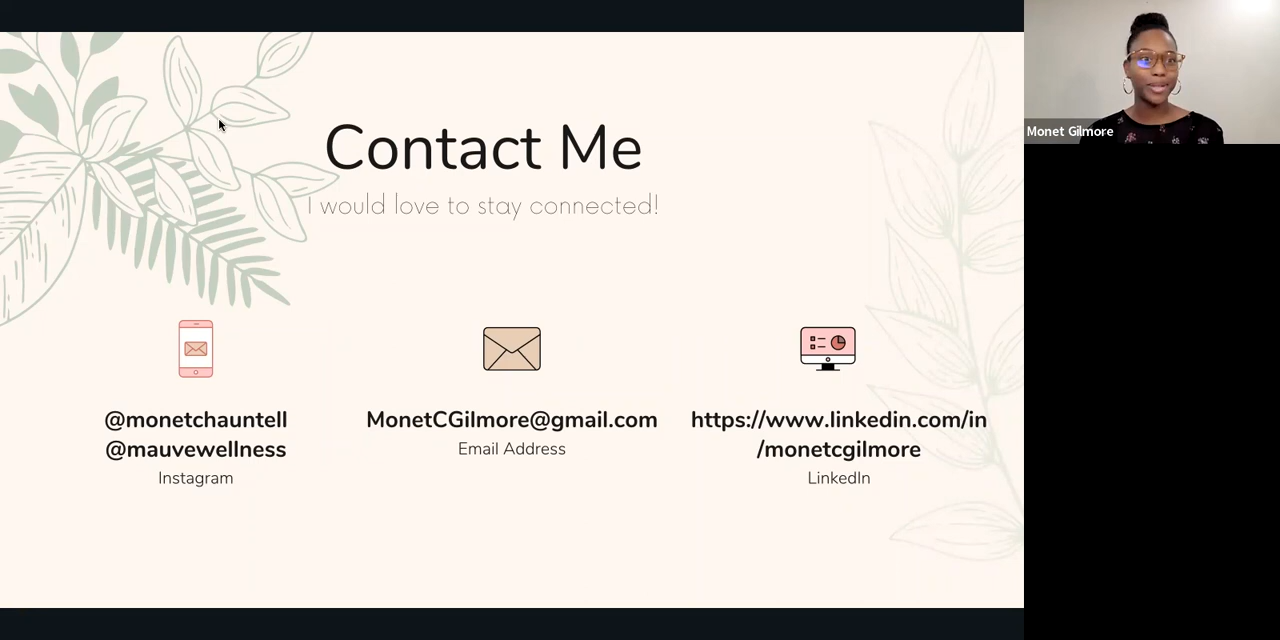 Contact Me
I would love to stay connected!
@monetchauntell
@mauvewellness
Instagram
MonetCGilmore@gmail.com
Email Address
https://www.linkedin.com/in
/monetcgilmore
LinkedIn
Monet Gilmore